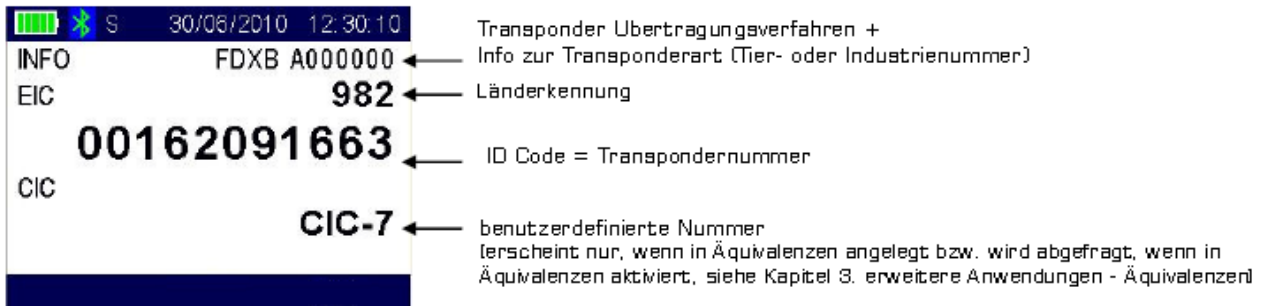 S 30/06/2010 12:30:10
INFO FDXB A000000
EIC 982
00162091663
CIC
CIC-7
Transponder Ubertragungsverfahren +
Info zur Transponderart (Tier- oder Industrienummer)
Länderkennung
ID Code = Transpondernummer
benutzerdefinierte Nummer
(erscheint nur, wenn in Äquivalenzen angelegt bzw. wird abgefragt, wenn in
Äquivalenzen aktiviert, siehe Kapitel 3. erweitere Anwendungen - Äquivalenzen)